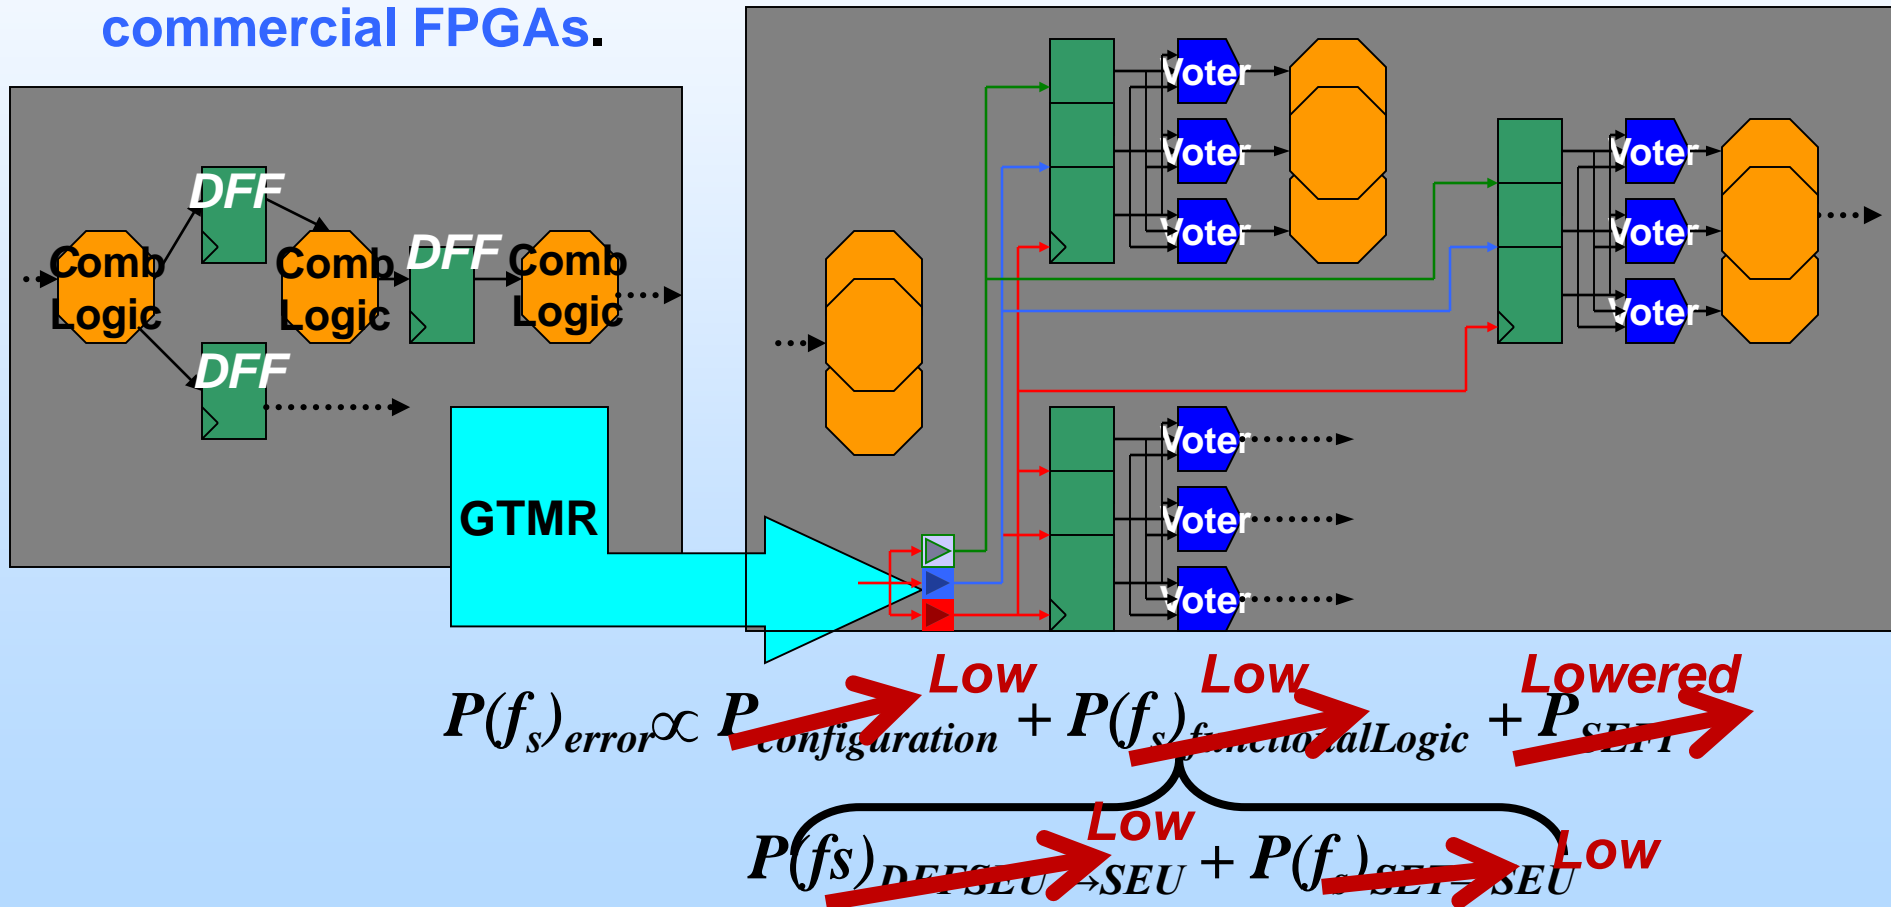 commercial FPGAs.
Voter
Voter
Voter
Voter
Voter
Voter
DFF
DFF
DFF
Comb
Logic
Comb
Logic
Comb
Logic
GTMR
Voter
Voter
Voter
Low
Low
Lowered
P(fs)error ∝ Pconfiguration + P(fs)functionalLogic + PSEFI
Low
Low
P(fs)DFFSEU→SEU + P(fs)SET→SEU